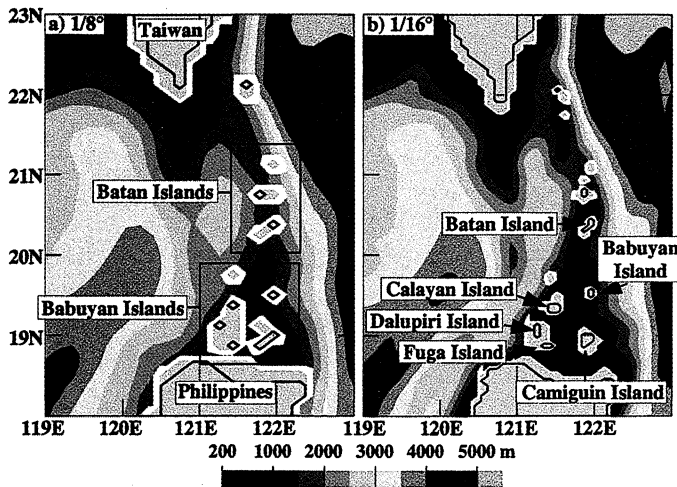 23N
a) 1/8°
b) 1/16°
Taiwan
22N
21N
Batan Islands
20N
Babuyan Islands
19N
Philippines
Batan Island
Babuyan
Island
Calayan Island
Dalupiri Island
Fuga Island
Camiguin Island
119E 120E 121E 122E 119E 120E 121E 122E
200 1000 2000 3000 4000 5000 m